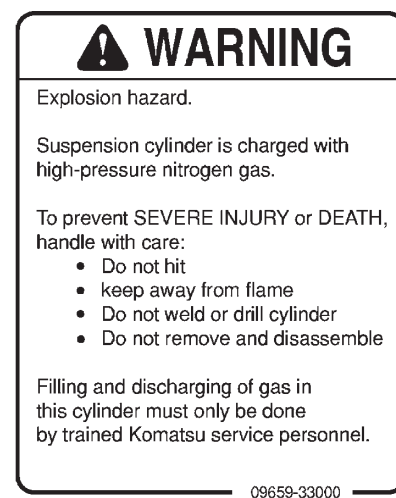 WARNING
Explosion hazard.
Suspension cylinder is charged with
high-pressure nitrogen gas.
To prevent SEVERE INJURY or DEATH,
handle with care:
• Do not hit
• keep away from flame
• Do not weld or drill cylinder
• Do not remove and disassemble
Filling and discharging of gas in
this cylinder must only be done
by trained Komatsu service personnel.
09659-33000